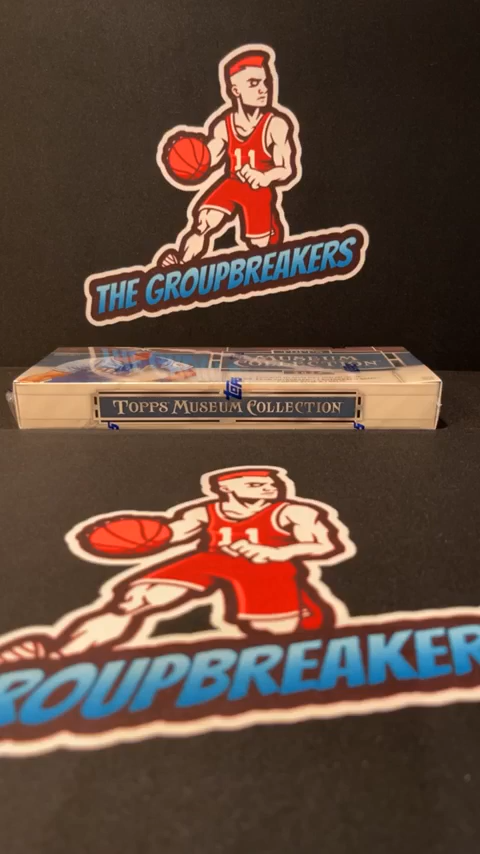 11
THE GROUPBREAKERS
MUSEUM
COLLECTION
TOPPS
TOPPS MUSEUM COLLECTION
11
ROUPBREAKER